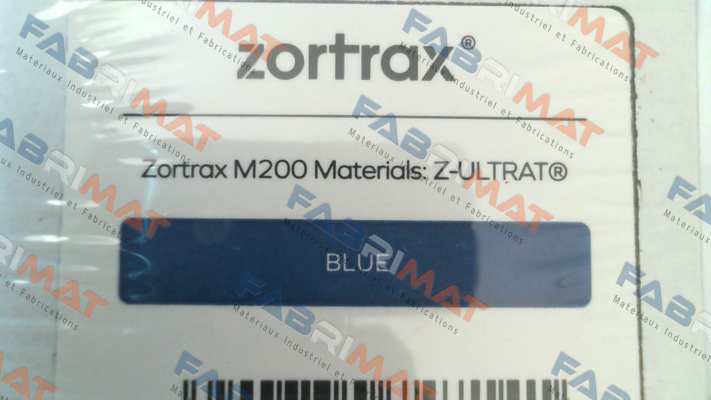 zortrax®
Zortrax M200 Materials: Z-ULTRAT®
BLUE
FABRIMAT
Materiaux Industriel et Fabrications